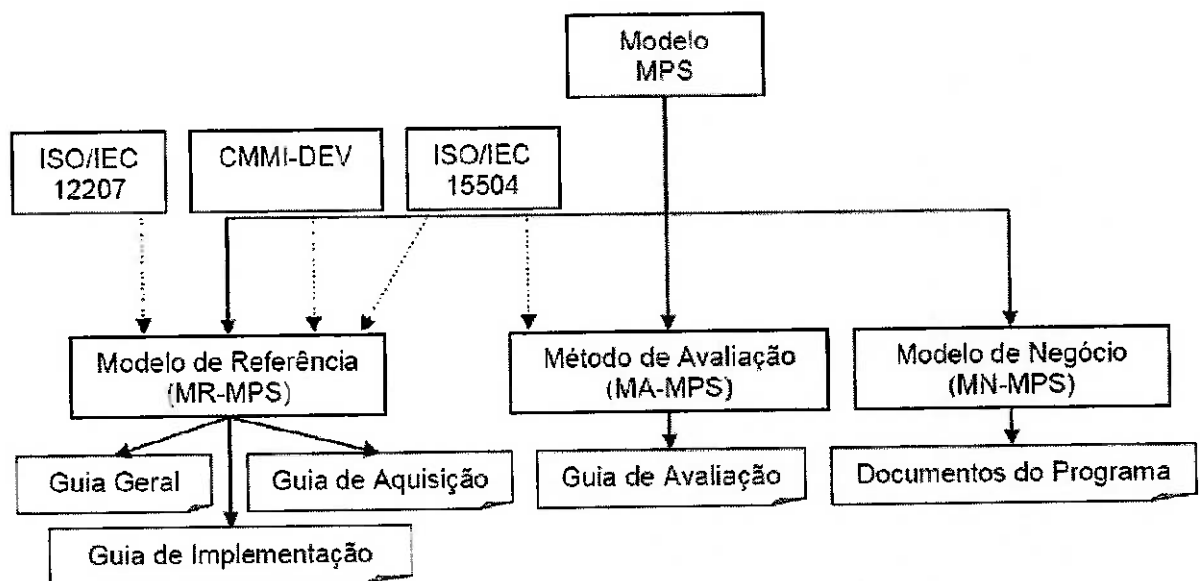 Modelo
MPS
ISO/IEC
12207
CMMI-DEV
ISO/IEC
15504
Modelo de Referência
(MR-MPS)
Método de Avaliação
(MA-MPS)
Modelo de Negócio
(MN-MPS)
Guia Geral
Guia de Aquisição
Guia de Avaliação
Documentos do Programa
Guia de Implementação